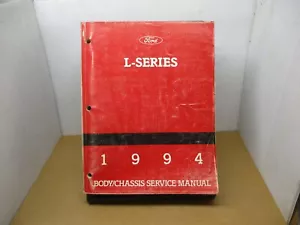 Ford
L-SERIES
1 9 9 4
BODY/CHASSIS SERVICE MANUAL